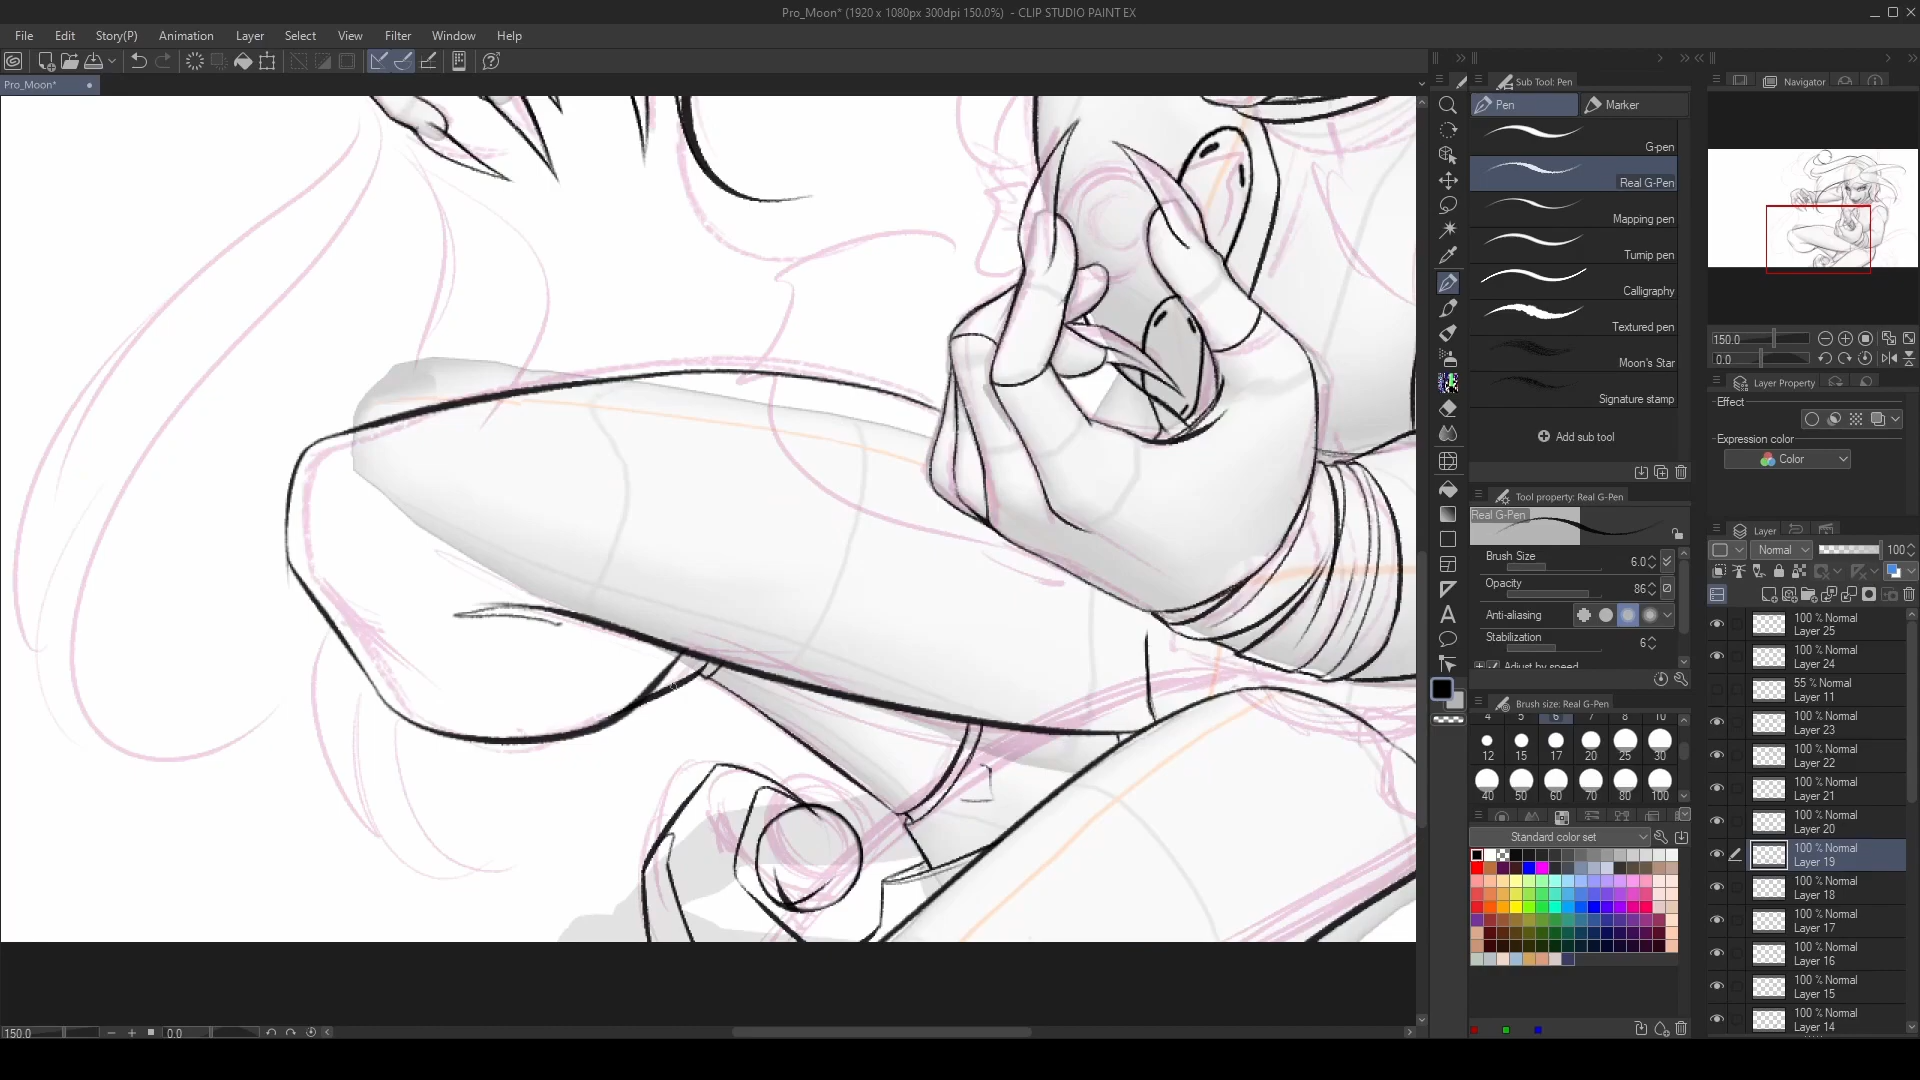 Pro_Moon* (1920 x 1080px 300dpi 150.0%) - CLIP STUDIO PAINT EX
File Edit Story(P) Animation Layer Select View Filter Window Help
Pro_Moon*
Sub Tool: Pen
Navigator
Pen
Marker
G-pen
Real G-Pen
Mapping pen
Turnip pen
Calligraphy
Textured pen
Moon's Star
Signature stamp
Add sub tool
150.0
0.0
Layer Property
Effect
Expression color
Color
Tool property: Real G-Pen
Real G-Pen
Brush Size 6.0
Opacity 86
Anti-aliasing
Stabilization 6
Adjust by speed
Brush size: Real G-Pen
4 5 6 7 8 10
12 15 17 20 25 30
40 50 60 70 80 100
Standard color set
Layer
Normal 100
100 % Normal
Layer 25
100 % Normal
Layer 24
55 % Normal
Layer 11
100 % Normal
Layer 23
100 % Normal
Layer 22
100 % Normal
Layer 21
100 % Normal
Layer 20
100 % Normal
Layer 19
100 % Normal
Layer 18
100 % Normal
Layer 17
100 % Normal
Layer 16
100 % Normal
Layer 15
100 % Normal
Layer 14
150.0
0.0